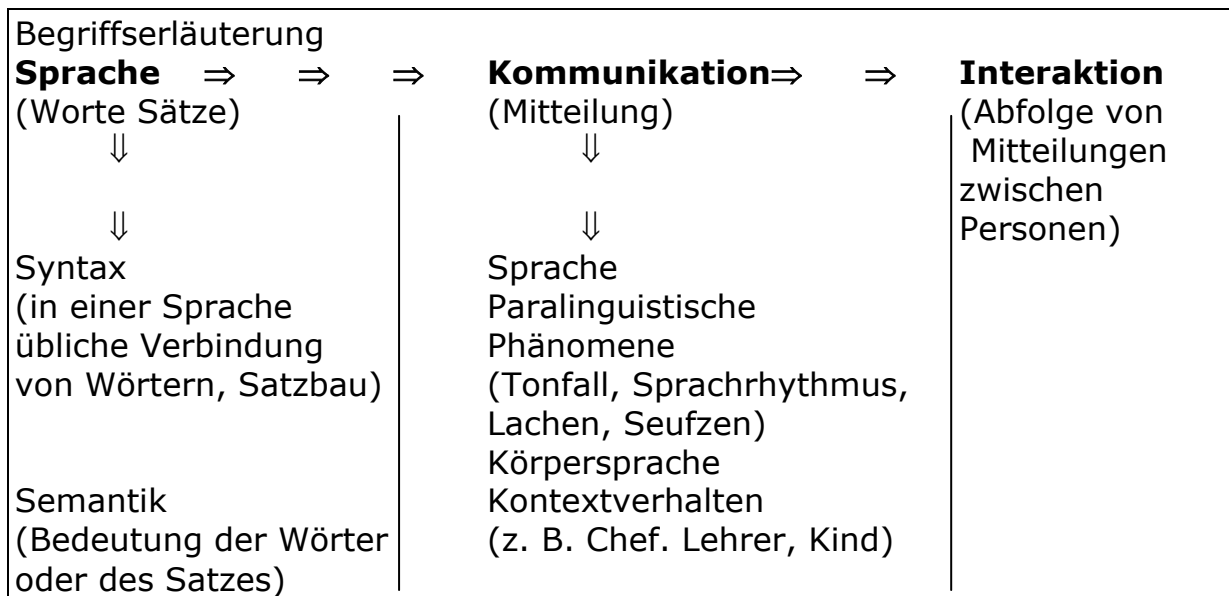 Begriffserläuterung
Sprache ⇒ ⇒ ⇒ Kommunikation⇒ ⇒ Interaktion
(Worte Sätze) (Mitteilung) (Abfolge von
⇓ ⇓ Mitteilungen
zwischen
⇓ ⇓ Personen)
Syntax Sprache
(in einer Sprache Paralinguistische
übliche Verbindung Phänomene
von Wörtern, Satzbau) (Tonfall, Sprachrhythmus,
Lachen, Seufzen)
Körpersprache
Semantik Kontextverhalten
(Bedeutung der Wörter (z. B. Chef. Lehrer, Kind)
oder des Satzes)